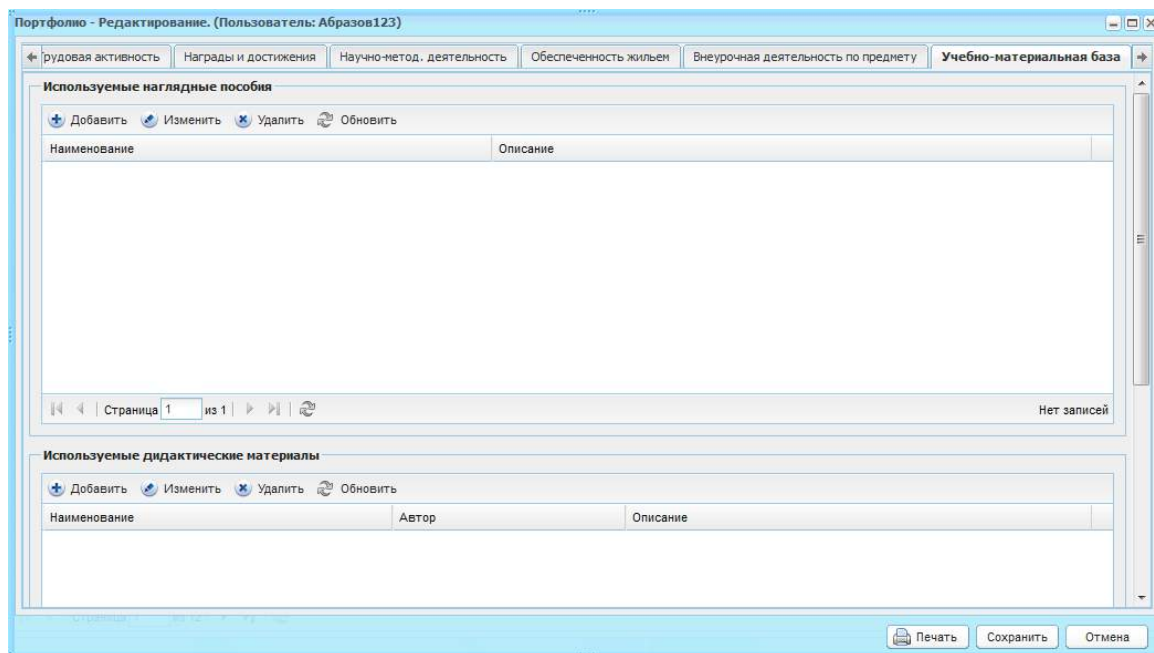 Портфолио - Редактирование. (Пользователь: Абразов123)
Трудовая активность Награды и достижения Научно-метод. деятельность Обеспеченность жильем Внеурочная деятельность по предмету Учебно-материальная база
Используемые наглядные пособия
Добавить Изменить Удалить Обновить
Наименование Описание
Страница 1 из 1 Нет записей
Используемые дидактические материалы
Добавить Изменить Удалить Обновить
Наименование Автор Описание
Печать Сохранить Отмена